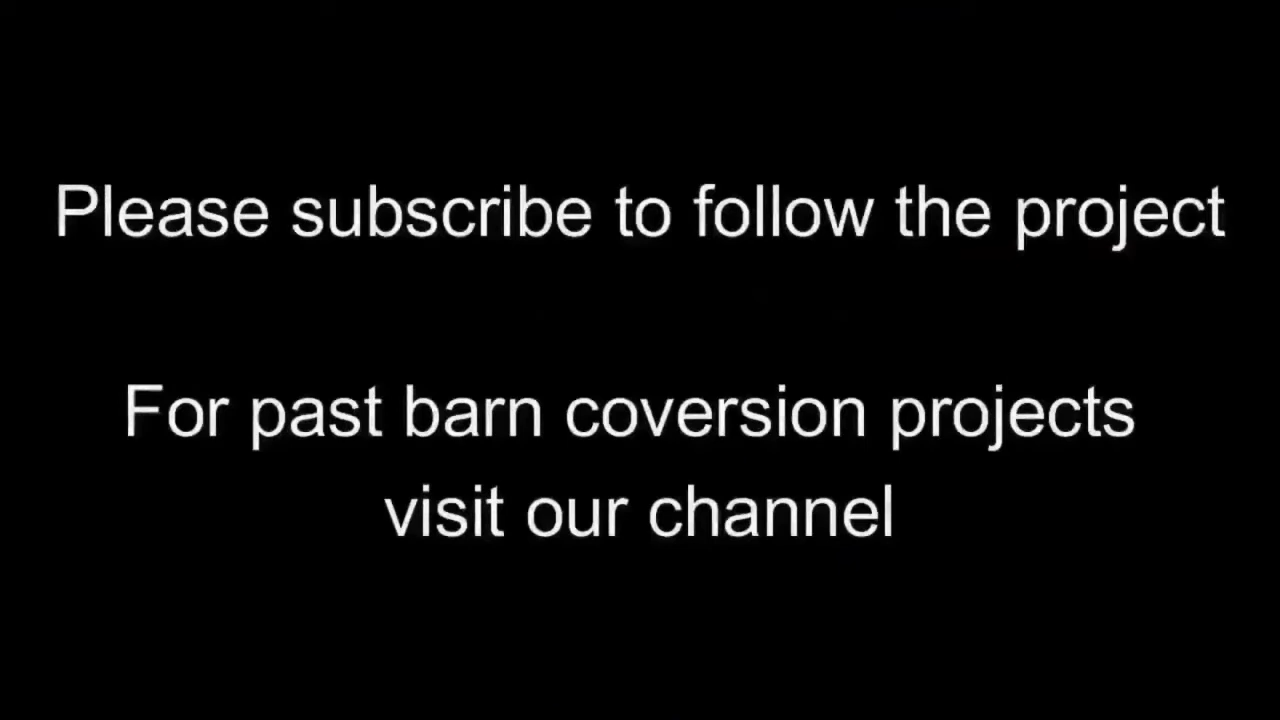 Please subscribe to follow the project
For past barn coversion projects
visit our channel